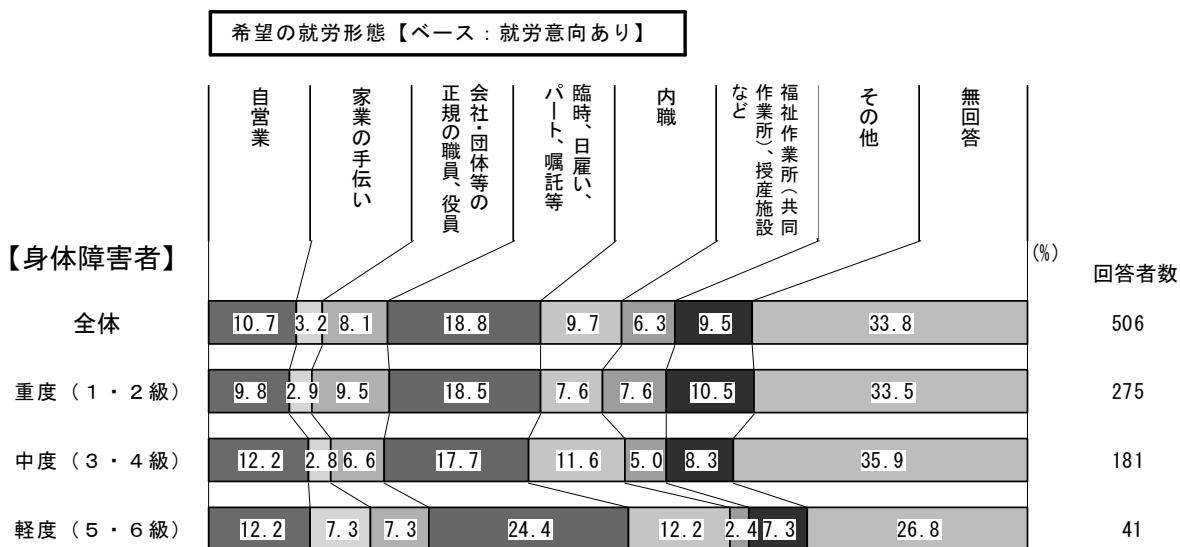 希望の就労形態【ベース：就労意向あり】
自営業
家業の手伝い
会社・団体等の
正規の職員、役員
臨時、日雇い、
パート、嘱託等
内職
福祉作業所（共同
作業所）、授産施設
など
その他
無回答
【身体障害者】
(%)
回答者数
全体 10.7 3.2 8.1 18.8 9.7 6.3 9.5 33.8 506
重度（１・２級） 9.8 2.9 9.5 18.5 7.6 7.6 10.5 33.5 275
中度（３・４級） 12.2 2.8 6.6 17.7 11.6 5.0 8.3 35.9 181
軽度（５・６級） 12.2 7.3 7.3 24.4 12.2 2.4 7.3 26.8 41